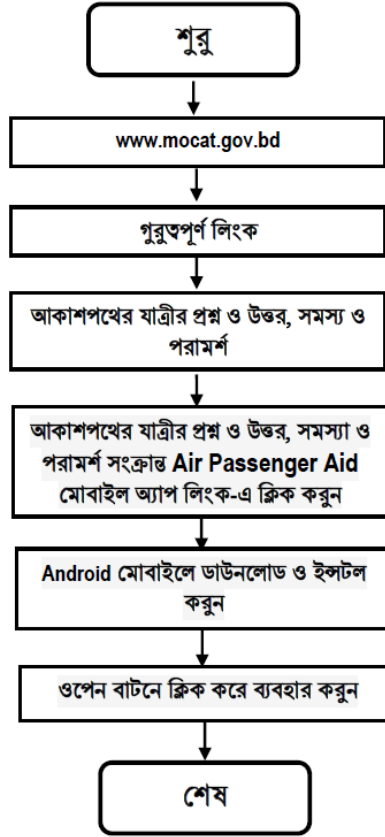 শুরু
www.mocat.gov.bd
গুরুত্বপূর্ণ লিংক
আকাশপথের যাত্রীর প্রশ্ন ও উত্তর, সমস্য ও
পরামর্শ
আকাশপথের যাত্রীর প্রশ্ন ও উত্তর, সমস্যা ও
পরামর্শ সংক্রান্ত Air Passenger Aid
মোবাইল অ্যাপ লিংক-এ ক্লিক করুন
Android মোবাইলে ডাউনলোড ও ইন্সটল
করুন
ওপেন বাটনে ক্লিক করে ব্যবহার করুন
শেষ